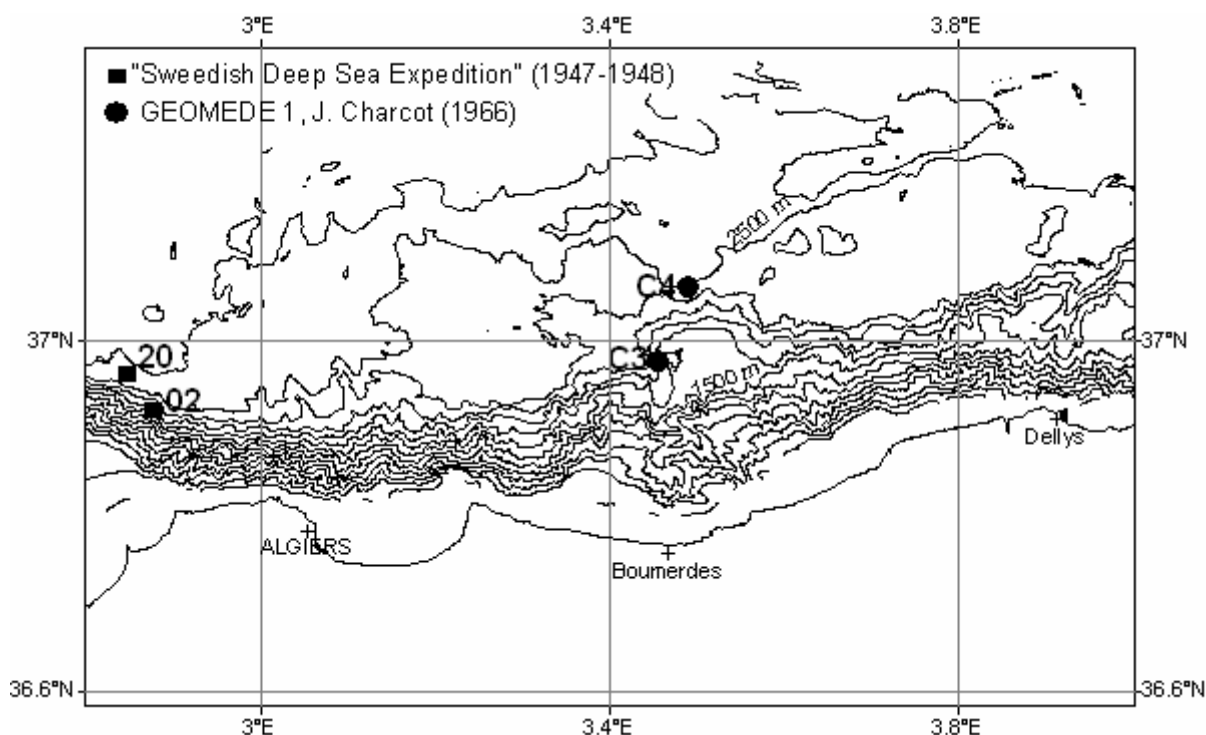 3°E 3.4°E 3.8°E
"Sweedish Deep Sea Expedition" (1947-1948)
GEOMEDE 1, J. Charcot (1966)
2500 m
C4
37°N 37°N
20
C3
1500 m
02
Dellys
ALGIERS
Boumerdes
36.6°N 36.6°N
3°E 3.4°E 3.8°E